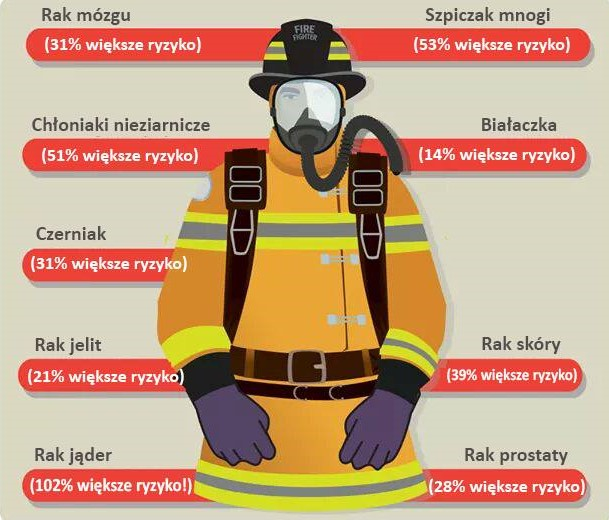 Rak mózgu
(31% większe ryzyko)
FIRE
FIGHTER
Szpiczak mnogi
(53% większe ryzyko)
Chłoniaki nieziarnicze
(51% większe ryzyko)
Białaczka
(14% większe ryzyko)
Czerniak
(31% większe ryzyko)
Rak jelit
(21% większe ryzyko)
Rak skóry
(39% większe ryzyko)
Rak jąder
(102% większe ryzyko!)
Rak prostaty
(28% większe ryzyko)